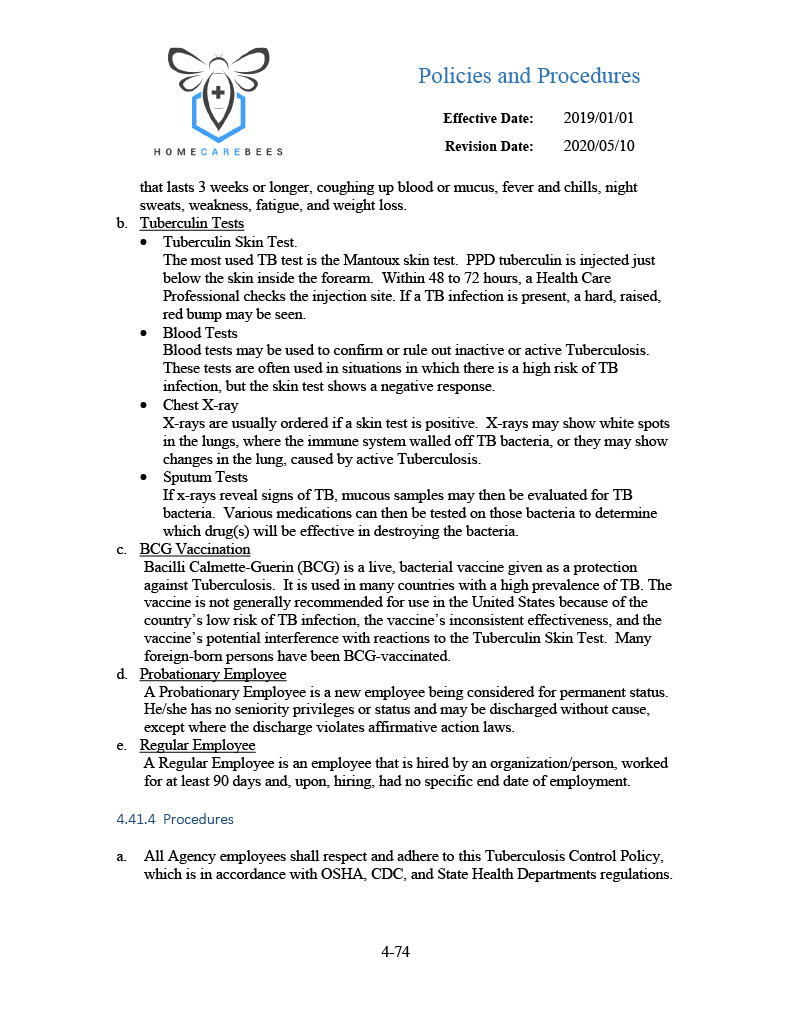 Policies and Procedures
Effective Date: 2019/01/01
Revision Date: 2020/05/10
HOMECAREBEES
that lasts 3 weeks or longer, coughing up blood or mucus, fever and chills, night
sweats, weakness, fatigue, and weight loss.
b. Tuberculin Tests
• Tuberculin Skin Test.
The most used TB test is the Mantoux skin test. PPD tuberculin is injected just
below the skin inside the forearm. Within 48 to 72 hours, a Health Care
Professional checks the injection site. If a TB infection is present, a hard, raised,
red bump may be seen.
• Blood Tests
Blood tests may be used to confirm or rule out inactive or active Tuberculosis.
These tests are often used in situations in which there is a high risk of TB
infection, but the skin test shows a negative response.
• Chest X-ray
X-rays are usually ordered if a skin test is positive. X-rays may show white spots
in the lungs, where the immune system walled off TB bacteria, or they may show
changes in the lung, caused by active Tuberculosis.
• Sputum Tests
If x-rays reveal signs of TB, mucous samples may then be evaluated for TB
bacteria. Various medications can then be tested on those bacteria to determine
which drug(s) will be effective in destroying the bacteria.
c. BCG Vaccination
Bacilli Calmette-Guerin (BCG) is a live, bacterial vaccine given as a protection
against Tuberculosis. It is used in many countries with a high prevalence of TB. The
vaccine is not generally recommended for use in the United States because of the
country’s low risk of TB infection, the vaccine’s inconsistent effectiveness, and the
vaccine’s potential interference with reactions to the Tuberculin Skin Test. Many
foreign-born persons have been BCG-vaccinated.
d. Probationary Employee
A Probationary Employee is a new employee being considered for permanent status.
He/she has no seniority privileges or status and may be discharged without cause,
except where the discharge violates affirmative action laws.
e. Regular Employee
A Regular Employee is an employee that is hired by an organization/person, worked
for at least 90 days and, upon, hiring, had no specific end date of employment.
4.41.4 Procedures
a. All Agency employees shall respect and adhere to this Tuberculosis Control Policy,
which is in accordance with OSHA, CDC, and State Health Departments regulations.
4-74